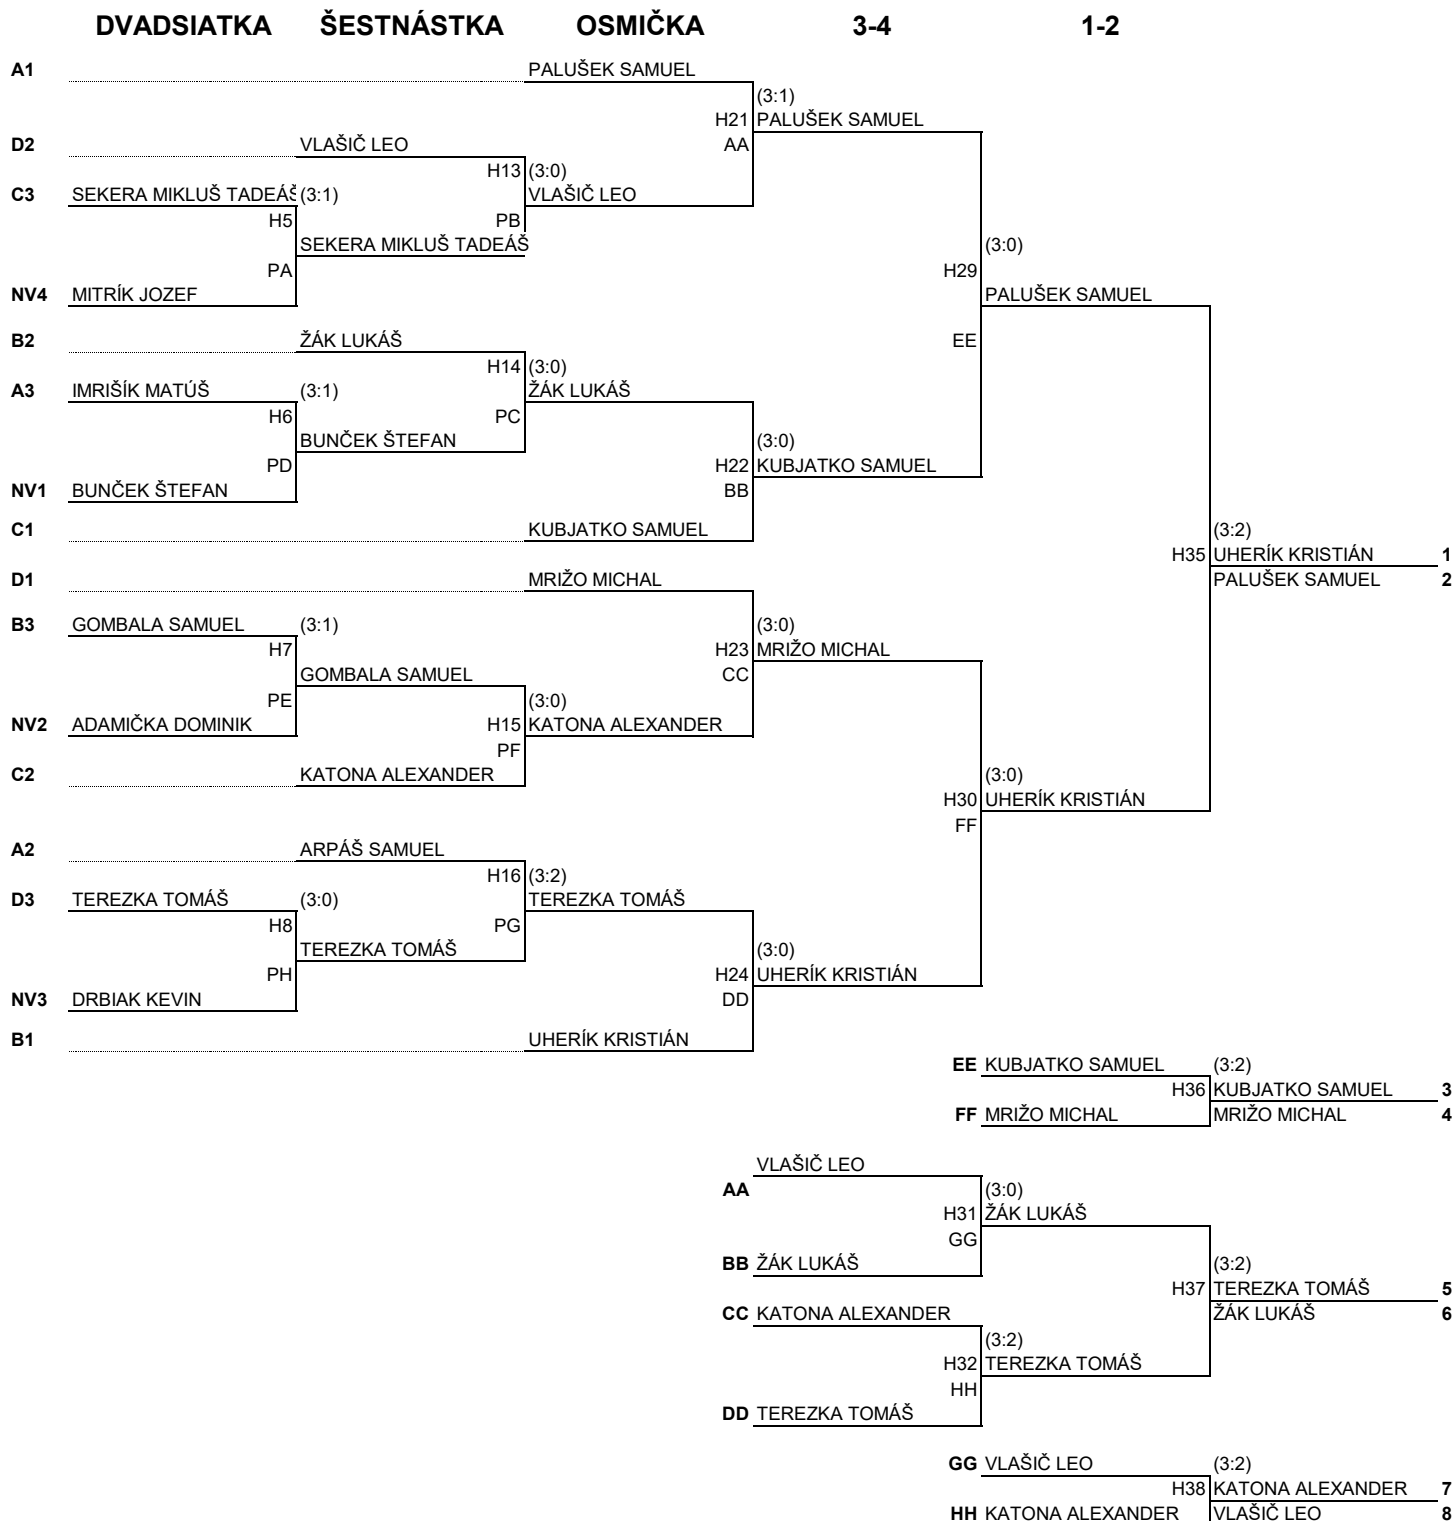 DVADSIATKA ŠESTNÁSTKA OSMIČKA 3-4 1-2
A1 PALUŠEK SAMUEL
(3:1)
H21 PALUŠEK SAMUEL
D2 VLAŠIČ LEO AA
H13 (3:0)
C3 SEKERA MIKLUŠ TADEÁŠ (3:1) VLAŠIČ LEO
H5 PB
SEKERA MIKLUŠ TADEÁŠ (3:0)
PA H29
NV4 MITRÍK JOZEF PALUŠEK SAMUEL
B2 ŽÁK LUKÁŠ EE
H14 (3:0)
A3 IMRIŠÍK MATÚŠ (3:1) ŽÁK LUKÁŠ
H6 PC
BUNČEK ŠTEFAN (3:0)
PD H22 KUBJATKO SAMUEL
NV1 BUNČEK ŠTEFAN BB
C1 KUBJATKO SAMUEL (3:2)
H35 UHERÍK KRISTIÁN 1
D1 MRIŽO MICHAL PALUŠEK SAMUEL 2
B3 GOMBALA SAMUEL (3:1) (3:0)
H7 H23 MRIŽO MICHAL
GOMBALA SAMUEL CC
PE (3:0)
NV2 ADAMIČKA DOMINIK H15 KATONA ALEXANDER
PF
C2 KATONA ALEXANDER (3:0)
H30 UHERÍK KRISTIÁN
FF
A2 ARPÁŠ SAMUEL
H16 (3:2)
D3 TEREZKA TOMÁŠ (3:0) TEREZKA TOMÁŠ
H8 PG
TEREZKA TOMÁŠ (3:0)
PH H24 UHERÍK KRISTIÁN
NV3 DRBIAK KEVIN DD
B1 UHERÍK KRISTIÁN
EE KUBJATKO SAMUEL (3:2)
H36 KUBJATKO SAMUEL 3
FF MRIŽO MICHAL MRIŽO MICHAL 4
VLAŠIČ LEO
AA (3:0)
H31 ŽÁK LUKÁŠ
GG
BB ŽÁK LUKÁŠ (3:2)
H37 TEREZKA TOMÁŠ 5
CC KATONA ALEXANDER ŽÁK LUKÁŠ 6
(3:2)
H32 TEREZKA TOMÁŠ
HH
DD TEREZKA TOMÁŠ
GG VLAŠIČ LEO (3:2)
H38 KATONA ALEXANDER 7
HH KATONA ALEXANDER VLAŠIČ LEO 8